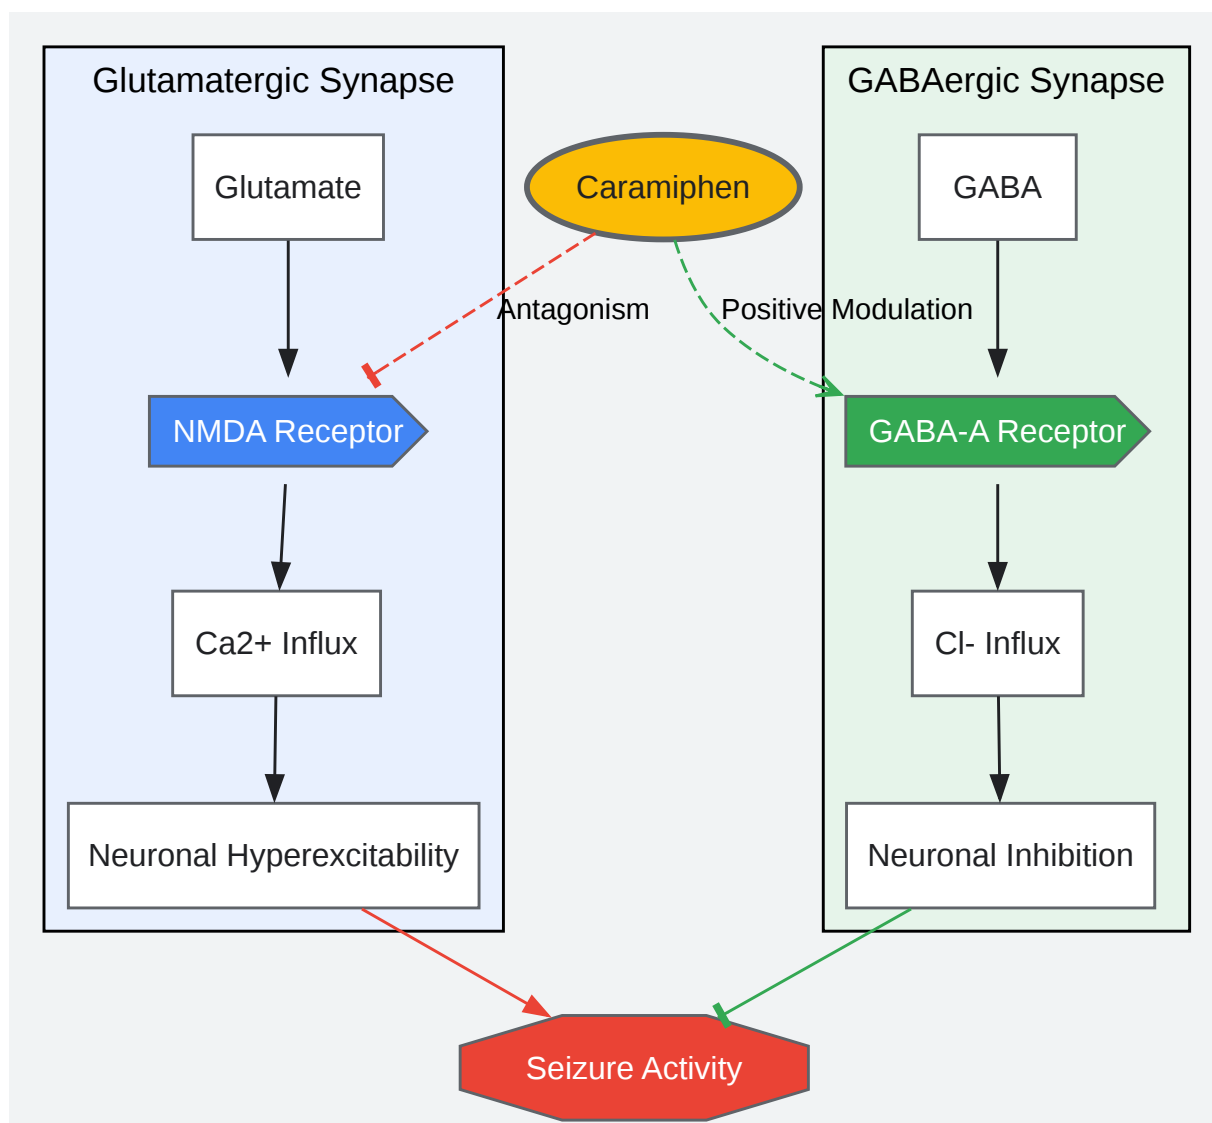 Glutamatergic Synapse
GABAergic Synapse
Glutamate
Caramiphen
GABA
Antagonism
Positive Modulation
NMDA Receptor
GABA-A Receptor
Ca2+ Influx
Cl- Influx
Neuronal Hyperexcitability
Neuronal Inhibition
Seizure Activity